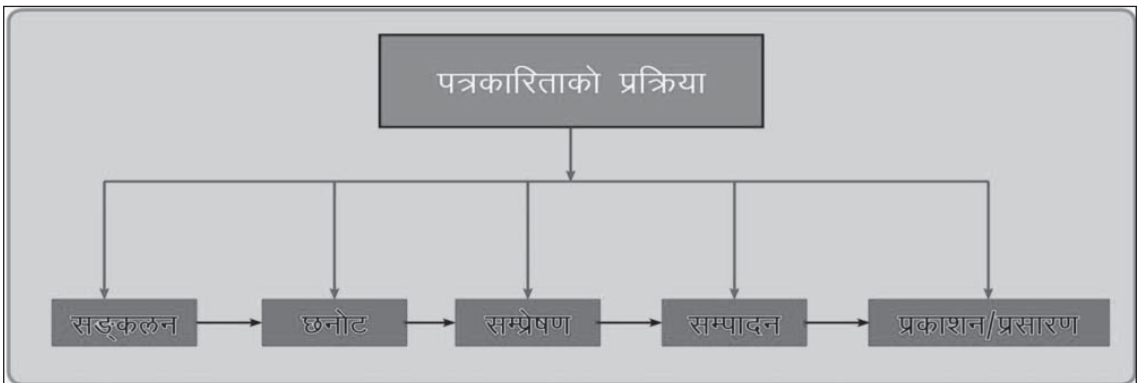 पत्रकारिताको प्रक्रिया
सङ्कलन
छनोट
सम्प्रेषण
सम्पादन
प्रकाशन/प्रसारण